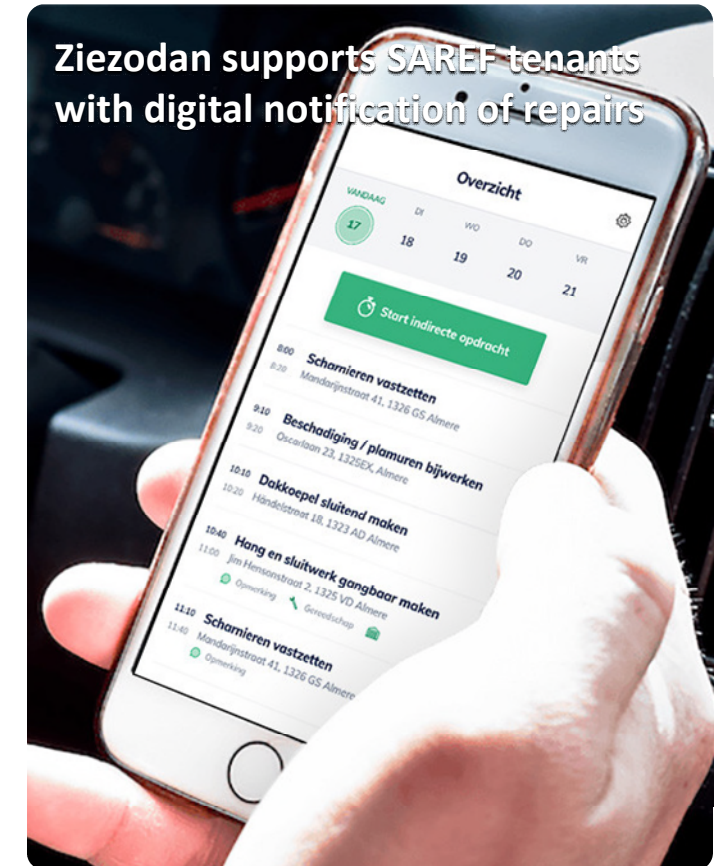 Ziezodan supports SAREF tenants
with digital notification of repairs
Overzicht
VANDAAG DI WO DO VR
17 18 19 20 21
Start indirecte opdracht
8:00 Scharnieren vastzetten
8:20 Mandarijnstraat 41, 1326 GS Almere
9:10 Beschadiging / plamuren bijwerken
9:20 Oscarlaan 23, 1325EX, Almere
10:10 Dakkoepel sluitend maken
10:20 Händelstraat 18, 1323 AD Almere
10:40 Hang en sluitwerk gangbaar maken
11:00 Jim Hensonstraat 2, 1325 VD Almere
Opmerking Gereedschap
11:10 Scharnieren vastzetten
11:40 Mandarijnstraat 41, 1326 GS Almere
Opmerking